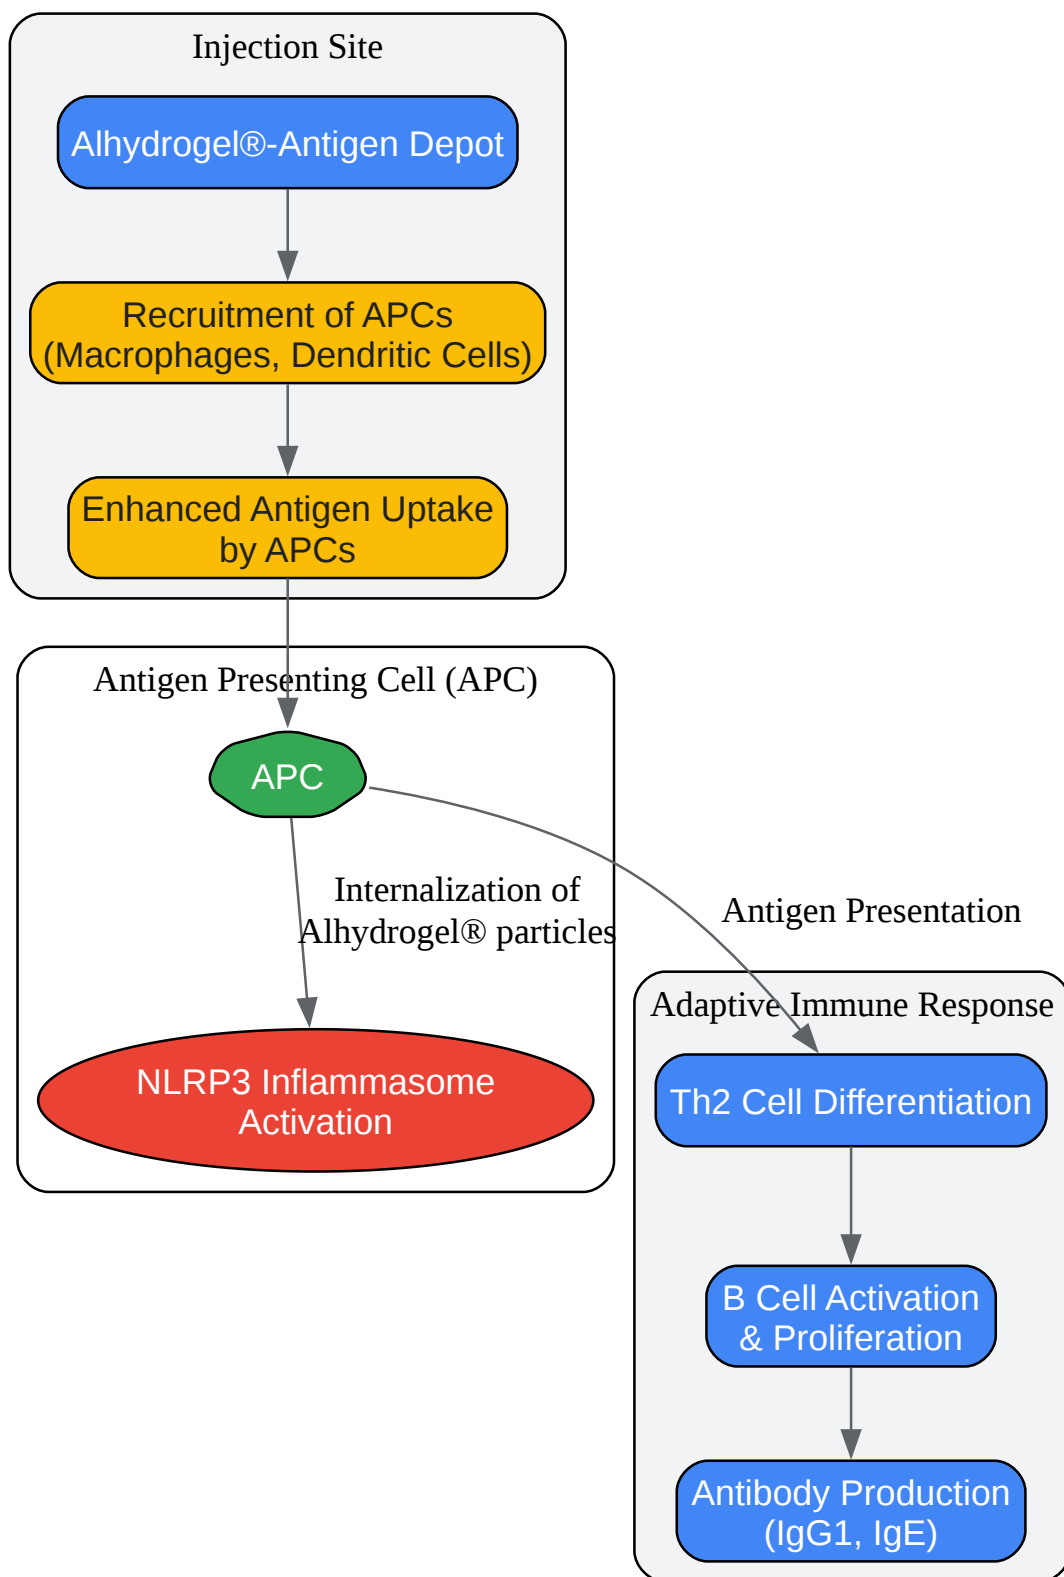 Injection Site
Alhydrogel®-Antigen Depot
Recruitment of APCs
(Macrophages, Dendritic Cells)
Enhanced Antigen Uptake
by APCs
Antigen Presenting Cell (APC)
APC
Internalization of
Alhydrogel® particles
Antigen Presentation
NLRP3 Inflammasome
Activation
Adaptive Immune Response
Th2 Cell Differentiation
B Cell Activation
& Proliferation
Antibody Production
(IgG1, IgE)